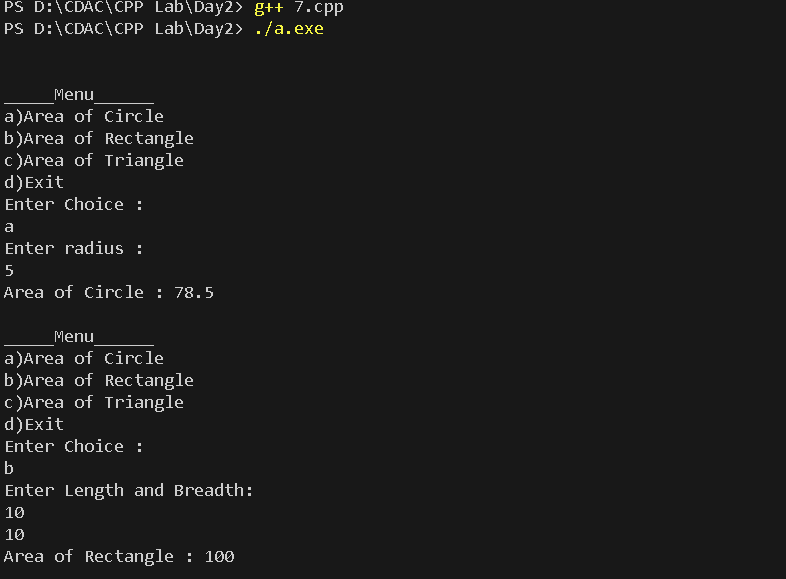 PS D:\CDAC\CPP Lab\Day2> g++ 7.cpp
PS D:\CDAC\CPP Lab\Day2> ./a.exe
_____Menu______
a)Area of Circle
b)Area of Rectangle
c)Area of Triangle
d)Exit
Enter Choice :
a
Enter radius :
5
Area of Circle : 78.5
_____Menu______
a)Area of Circle
b)Area of Rectangle
c)Area of Triangle
d)Exit
Enter Choice :
b
Enter Length and Breadth:
10
10
Area of Rectangle : 100